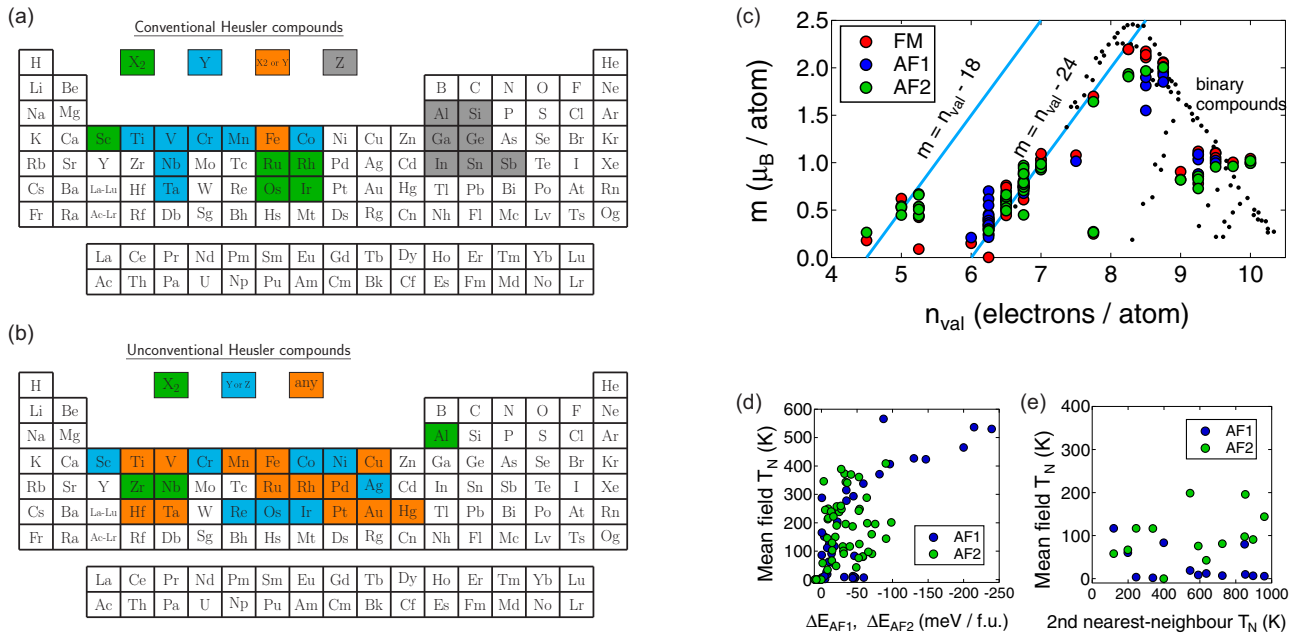 (a)
Conventional Heusler compounds
X₂ Y X2 or Y Z
H He
Li Be B C N O F Ne
Na Mg Al Si P S Cl Ar
K Ca Sc Ti V Cr Mn Fe Co Ni Cu Zn Ga Ge As Se Br Kr
Rb Sr Y Zr Nb Mo Tc Ru Rh Pd Ag Cd In Sn Sb Te I Xe
Cs Ba La-Lu Hf Ta W Re Os Ir Pt Au Hg Tl Pb Bi Po At Rn
Fr Ra Ac-Lr Rf Db Sg Bh Hs Mt Ds Rg Cn Nh Fl Mc Lv Ts Og
La Ce Pr Nd Pm Sm Eu Gd Tb Dy Ho Er Tm Yb Lu
Ac Th Pa U Np Pu Am Cm Bk Cf Es Fm Md No Lr
(b)
Unconventional Heusler compounds
X₂ Y or Z any
H He
Li Be B C N O F Ne
Na Mg Al Si P S Cl Ar
K Ca Sc Ti V Cr Mn Fe Co Ni Cu Zn Ga Ge As Se Br Kr
Rb Sr Y Zr Nb Mo Tc Ru Rh Pd Ag Cd In Sn Sb Te I Xe
Cs Ba La-Lu Hf Ta W Re Os Ir Pt Au Hg Tl Pb Bi Po At Rn
Fr Ra Ac-Lr Rf Db Sg Bh Hs Mt Ds Rg Cn Nh Fl Mc Lv Ts Og
La Ce Pr Nd Pm Sm Eu Gd Tb Dy Ho Er Tm Yb Lu
Ac Th Pa U Np Pu Am Cm Bk Cf Es Fm Md No Lr
(c)
m (μB / atom)
2.5
2.0
1.5
1.0
0.5
0.0
FM
AF1
AF2
m = nval - 18
m = nval - 24
binary
compounds
4 5 6 7 8 9 10
nval (electrons / atom)
(d)
Mean field TN (K)
600
500
400
300
200
100
0
AF1
AF2
0 -50 -100 -150 -200 -250
ΔEAF1, ΔEAF2 (meV / f.u.)
(e)
Mean field TN (K)
400
300
200
100
0
AF1
AF2
0 200 400 600 800 1000
2nd nearest-neighbour TN (K)